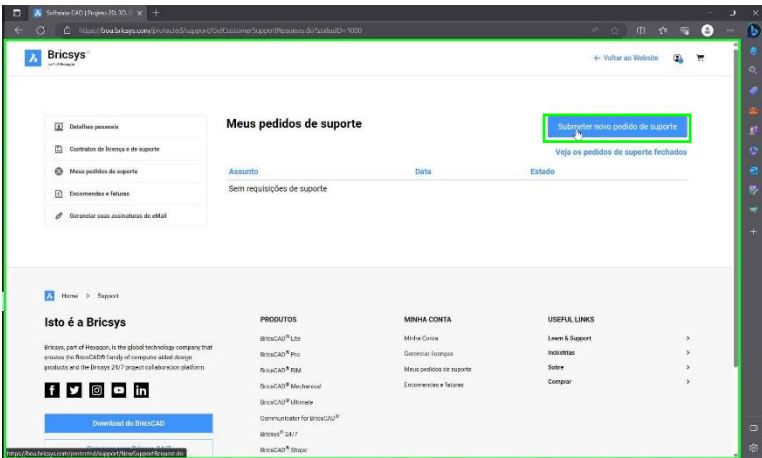 Software CAD | Projeto 2D, 3D,
https://boa.bricsys.com/protected/support/GetCustomerSupportRequests.do?statusID=1000
Bricsys
← Voltar ao Website
Detalhes pessoais
Contratos de licença e de suporte
Meus pedidos de suporte
Encomendas e faturas
Gerenciar suas assinaturas de eMail
Meus pedidos de suporte
Submeter novo pedido de suporte
Veja os pedidos de suporte fechados
Assunto Data Estado
Sem requisições de suporte
Home > Support
Isto é a Bricsys
Bricsys, part of Hexagon, is the global technology company that
creates the BricsCAD® family of computer aided design
products and the Bricsys 24/7 project collaboration platform.
Download do BricsCAD
PRODUTOS
BricsCAD® Lite
BricsCAD® Pro
BricsCAD® BIM
BricsCAD® Mechanical
BricsCAD® Ultimate
Communicator for BricsCAD®
Bricsys® 24/7
BricsCAD® Shape
MINHA CONTA
Minha Conta
Gerenciar licenças
Meus pedidos de suporte
Encomendas e faturas
USEFUL LINKS
Learn & Support >
Indústrias >
Sobre >
Comprar >
https://boa.bricsys.com/protected/support/NewSupportRequest.do